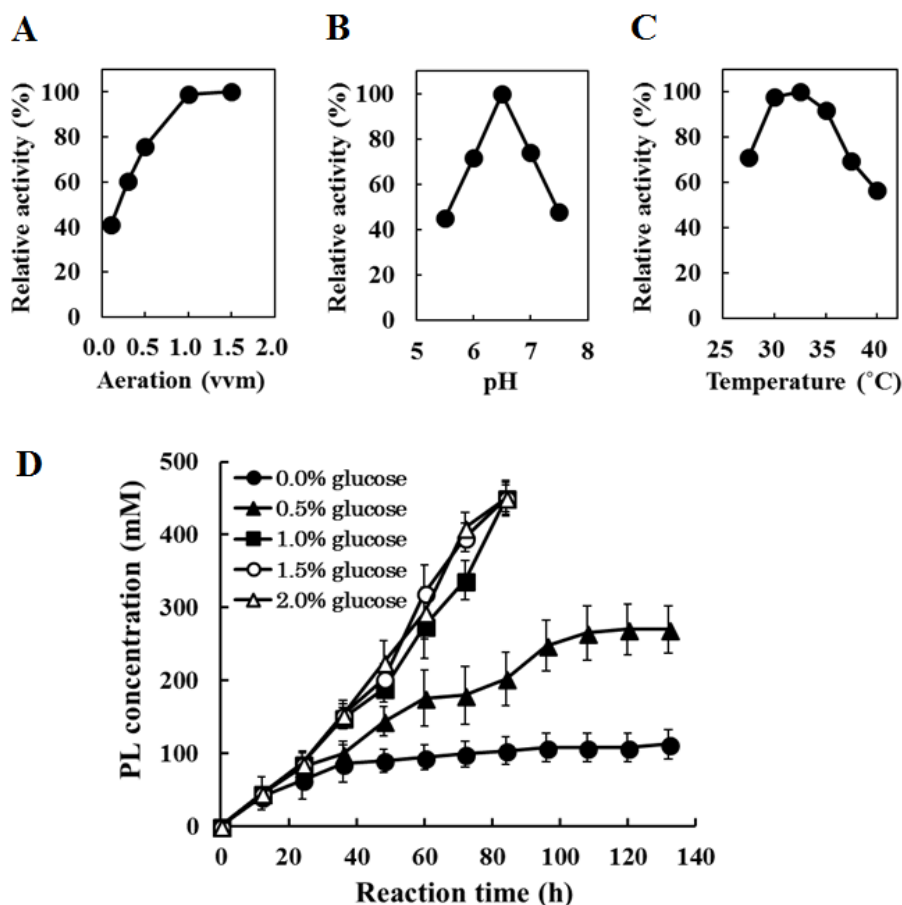 A
B
C
Relative activity (%)
100
80
60
40
20
0
0.0 0.5 1.0 1.5 2.0
Aeration (vvm)
Relative activity (%)
100
80
60
40
20
0
5 6 7 8
pH
Relative activity (%)
100
80
60
40
20
0
25 30 35 40
Temperature (˚C)
D
PL concentration (mM)
500
400
300
200
100
0
0.0% glucose
0.5% glucose
1.0% glucose
1.5% glucose
2.0% glucose
0 20 40 60 80 100 120 140
Reaction time (h)